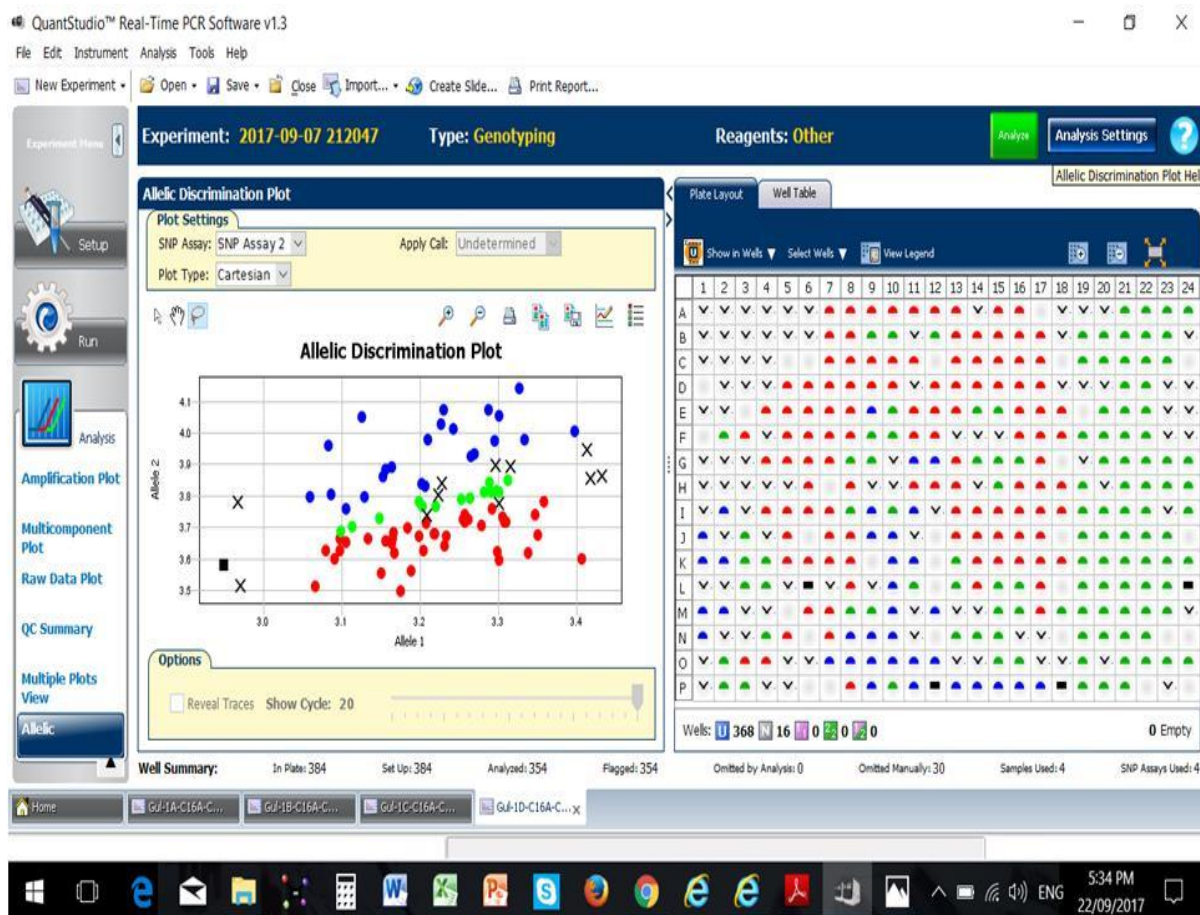 QuantStudio™ Real-Time PCR Software v1.3
File Edit Instrument Analysis Tools Help
New Experiment Open Save Close Import... Create Slide... Print Report...
Experiment Menu
Experiment: 2017-09-07 212047 Type: Genotyping Reagents: Other Analyze Analysis Settings
Allelic Discrimination Plot Hel
Setup
Run
Analysis
Amplification Plot
Multicomponent Plot
Raw Data Plot
QC Summary
Multiple Plots View
Allelic
Allelic Discrimination Plot
Plot Settings
SNP Assay: SNP Assay 2 Apply Call: Undetermined
Plot Type: Cartesian
Allelic Discrimination Plot
4.1
4.0
3.9
3.8
3.7
3.6
3.5
Allele 2
3.0 3.1 3.2 3.3 3.4
Allele 1
Options
Reveal Traces Show Cycle: 20
Plate Layout Well Table
Show in Wells Select Wells View Legend
1 2 3 4 5 6 7 8 9 10 11 12 13 14 15 16 17 18 19 20 21 22 23 24
A
B
C
D
E
F
G
H
I
J
K
L
M
N
O
P
Wells: U 368 N 16 0 0 0 0 Empty
Well Summary: In Plate: 384 Set Up: 384 Analyzed: 354 Flagged: 354 Omitted by Analysis: 0 Omitted Manually: 30 Samples Used: 4 SNP Assays Used: 4
Home Gul-1A-C16A-C... Gul-1B-C16A-C... Gul-1C-C16A-C... Gul-1D-C16A-C... x
ENG
5:34 PM
22/09/2017